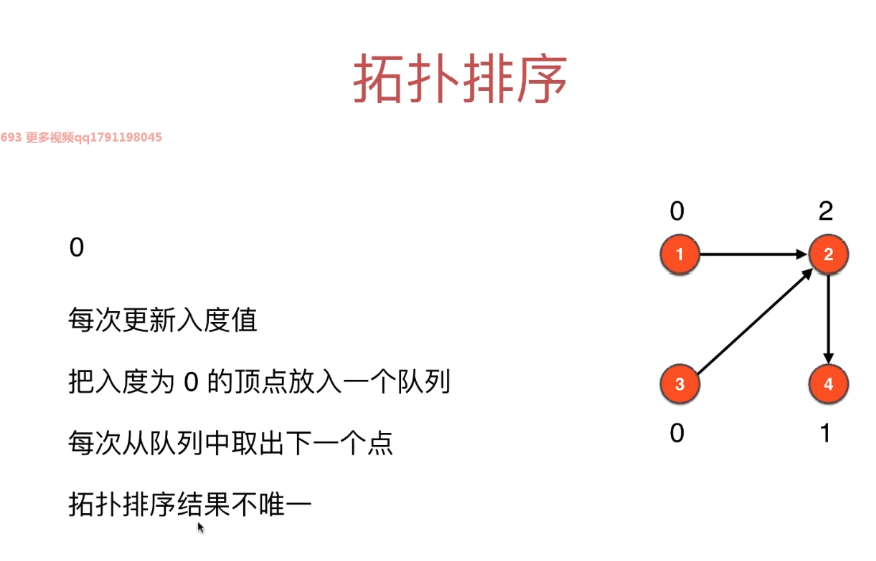 拓扑排序
693 更多视频qq1791198045
0
每次更新入度值
把入度为 0 的顶点放入一个队列
每次从队列中取出下一个点
拓扑排序结果不唯一
0 2
1 2
3 4
0 1